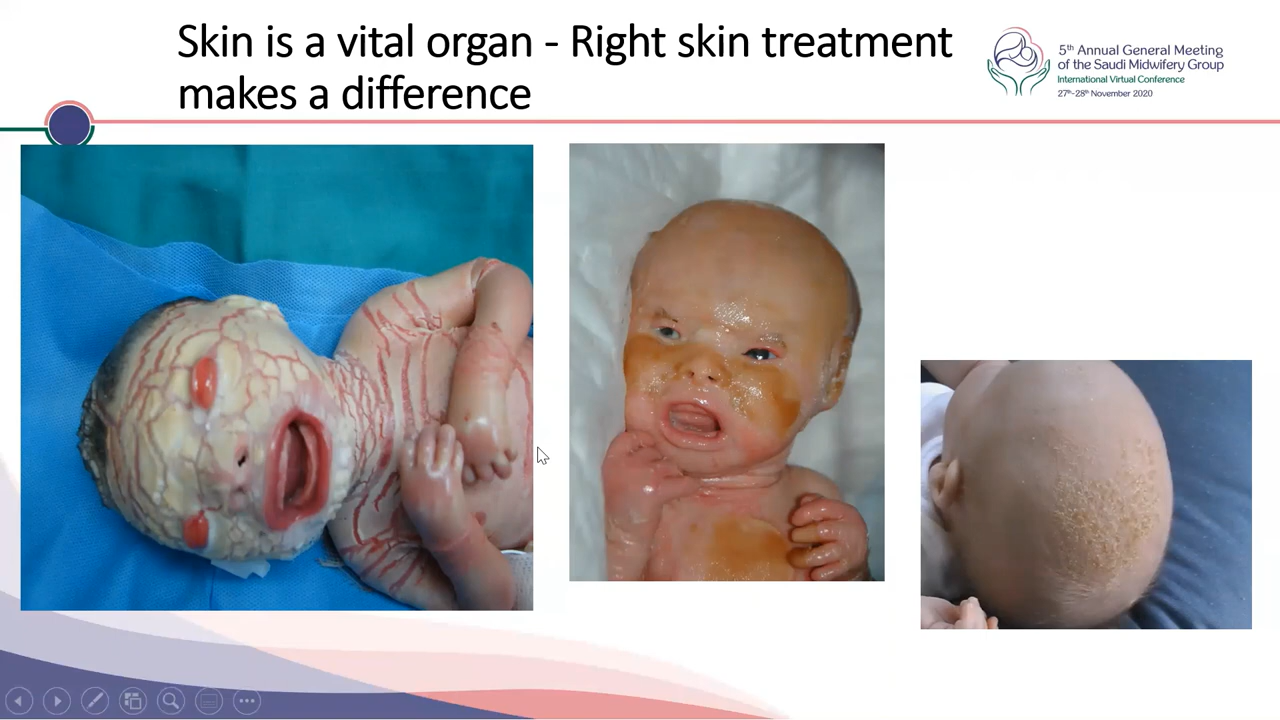 Skin is a vital organ - Right skin treatment
makes a difference
5th Annual General Meeting
of the Saudi Midwifery Group
International Virtual Conference
27th-28th November 2020